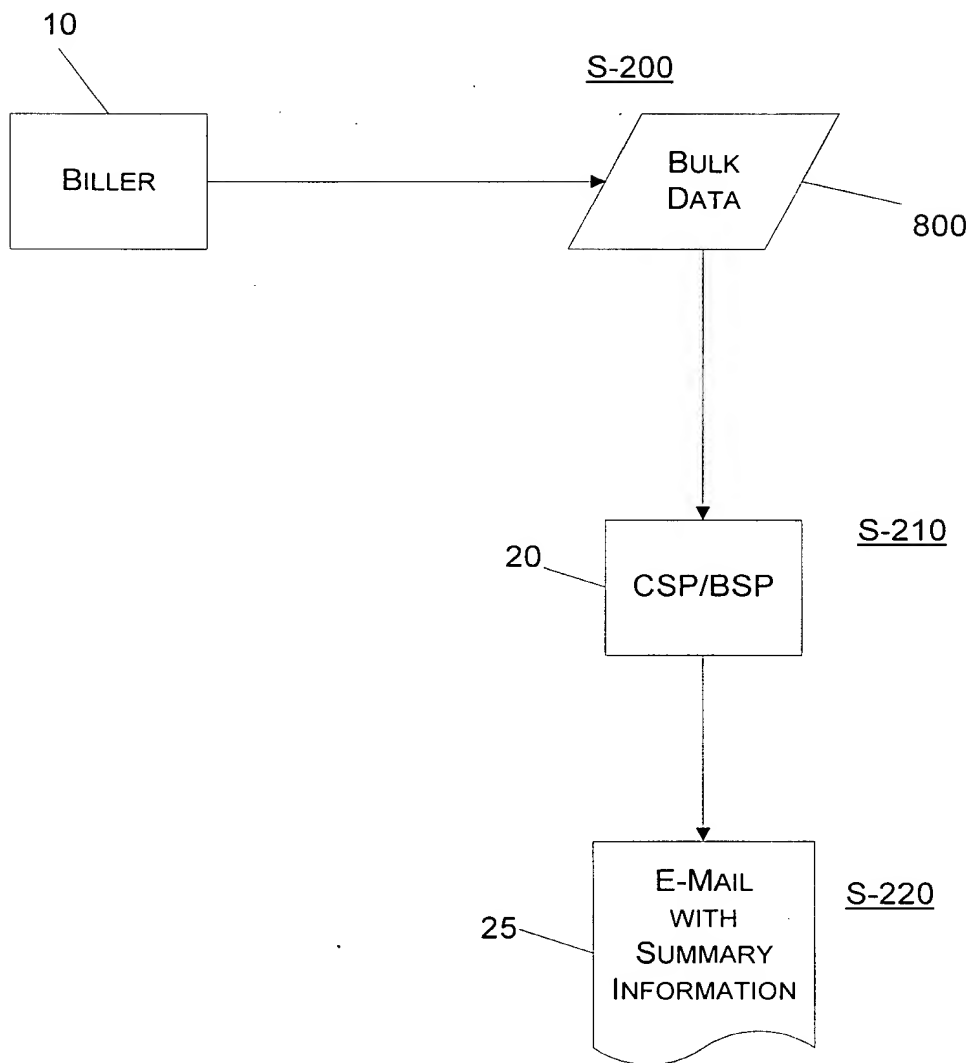 10
S-200
BILLER
BULK
DATA
800
S-210
20
CSP/BSP
S-220
25
E-MAIL
WITH
SUMMARY
INFORMATION